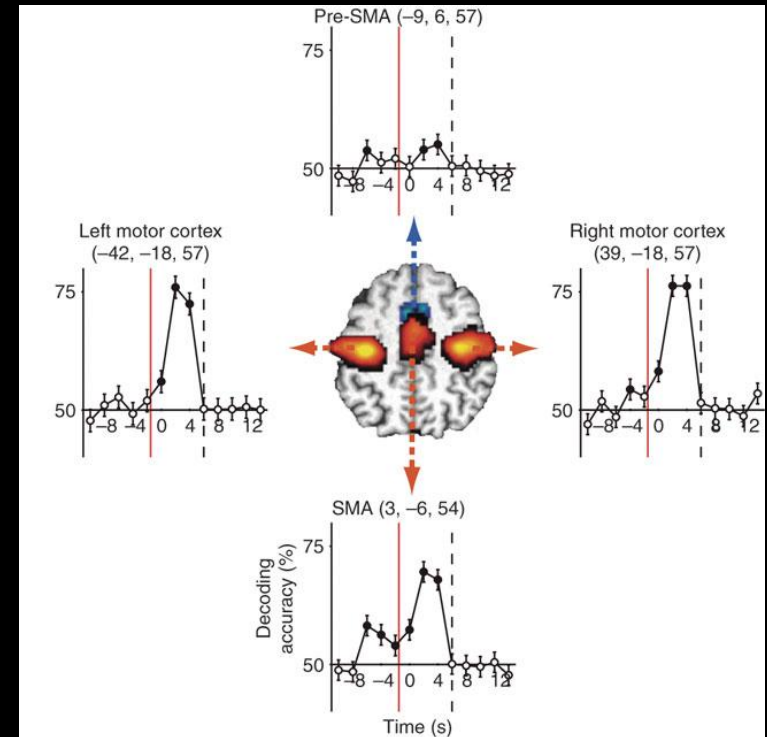 Pre-SMA (–9, 6, 57)
75
50
–8 –4 0 4 8 12
Left motor cortex
(–42, –18, 57)
75
50
–8 –4 0 4 8 12
Right motor cortex
(39, –18, 57)
75
50
–8 –4 0 4 8 12
SMA (3, –6, 54)
75
50
–8 –4 0 4 8 12
Decoding
accuracy (%)
Time (s)